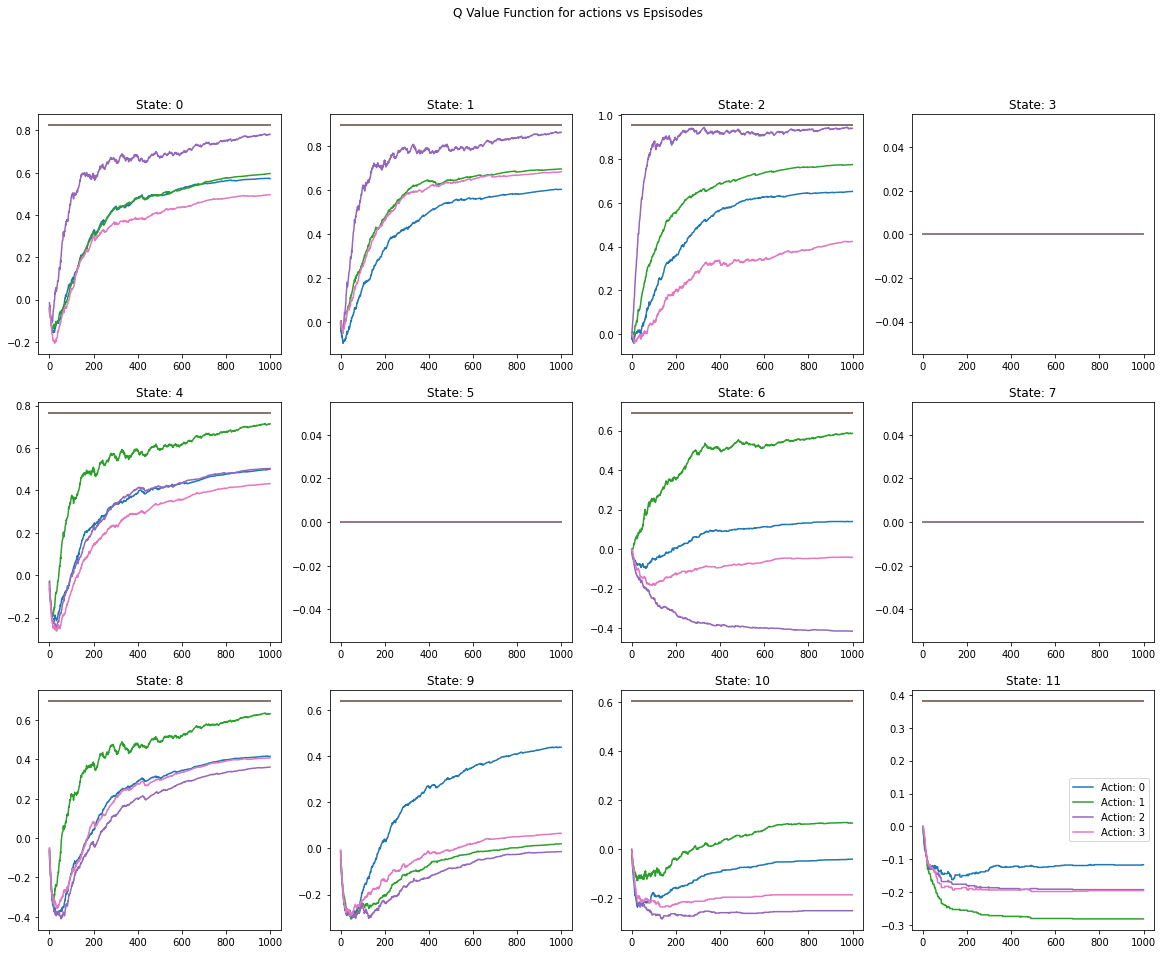 Q Value Function for actions vs Epsisodes
State: 0
0.8
0.6
0.4
0.2
0.0
−0.2
0 200 400 600 800 1000
State: 1
0.8
0.6
0.4
0.2
0.0
0 200 400 600 800 1000
State: 2
1.0
0.8
0.6
0.4
0.2
0.0
0 200 400 600 800 1000
State: 3
0.04
0.02
0.00
−0.02
−0.04
0 200 400 600 800 1000
State: 4
0.8
0.6
0.4
0.2
0.0
−0.2
0 200 400 600 800 1000
State: 5
0.04
0.02
0.00
−0.02
−0.04
0 200 400 600 800 1000
State: 6
0.6
0.4
0.2
0.0
−0.2
−0.4
0 200 400 600 800 1000
State: 7
0.04
0.02
0.00
−0.02
−0.04
0 200 400 600 800 1000
State: 8
0.6
0.4
0.2
0.0
−0.2
−0.4
0 200 400 600 800 1000
State: 9
0.6
0.4
0.2
0.0
−0.2
0 200 400 600 800 1000
State: 10
0.6
0.4
0.2
0.0
−0.2
0 200 400 600 800 1000
State: 11
0.4
0.3
0.2
0.1
0.0
−0.1
−0.2
−0.3
0 200 400 600 800 1000
Action: 0
Action: 1
Action: 2
Action: 3